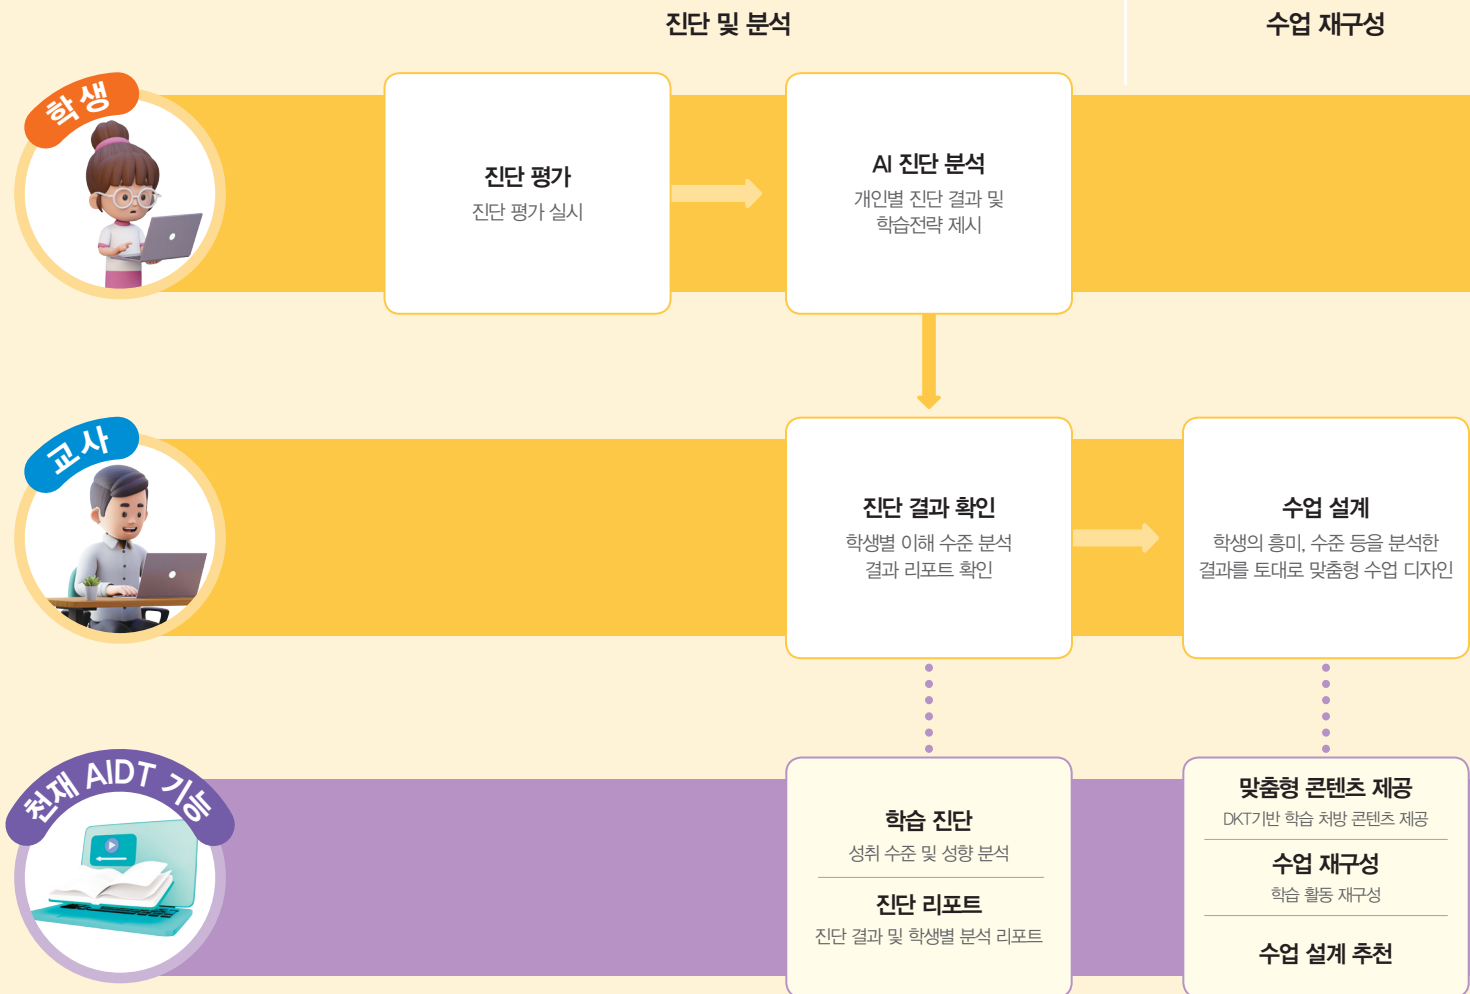 진단 및 분석
수업 재구성
학생
진단 평가
진단 평가 실시
AI 진단 분석
개인별 진단 결과 및
학습전략 제시
교사
진단 결과 확인
학생별 이해 수준 분석
결과 리포트 확인
수업 설계
학생의 흥미, 수준 등을 분석한
결과를 토대로 맞춤형 수업 디자인
천재 AIDT 기능
학습 진단
성취 수준 및 성향 분석
진단 리포트
진단 결과 및 학생별 분석 리포트
맞춤형 콘텐츠 제공
DKT기반 학습 처방 콘텐츠 제공
수업 재구성
학습 활동 재구성
수업 설계 추천